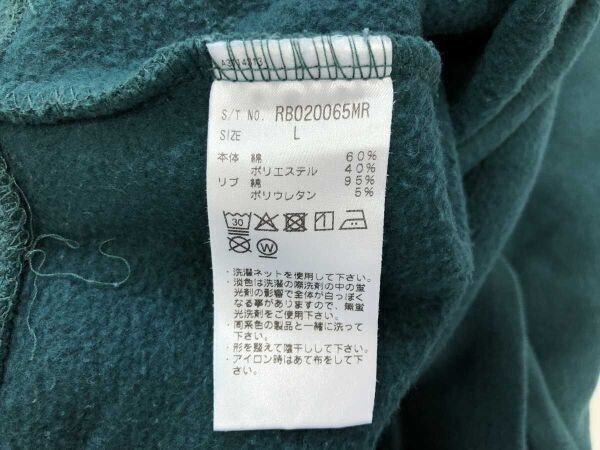 S/T NO. RB020065MR
SIZE L
本体 綿 60%
ポリエステル 40%
リブ 綿 95%
ポリウレタン 5%
30
W
・洗濯ネットを使用して下さい。
・淡色は洗濯の際洗剤の中の蛍
光剤の影響で全体が白っぽく
なる事がありますので、無蛍
光洗剤をご使用下さい。
・同系色の製品と一緒に洗って
下さい。
・形を整えて陰干しして下さい。
・アイロン時はあて布をして下
さい。